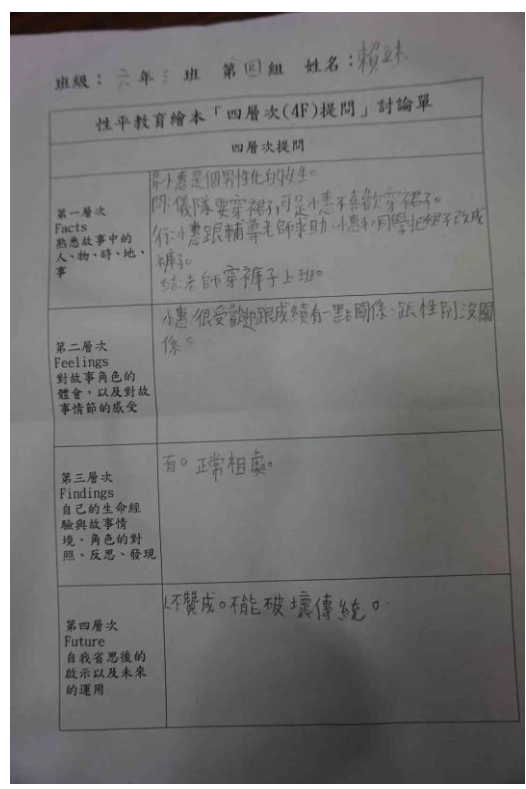 班級：六年三班 第四組 姓名：賴
性平教育繪本「四層次(4F)提問」討論單
四層次提問
第一層次
Facts
熟悉故事中的
人、物、時、地、
事
小惠是個男性化的女生。
問:儀隊要穿裙子,可是小惠不喜歡穿裙子。
行:小惠跟輔導老師求助、小惠和同學把裙子改成
褲子。
結:老師穿褲子上班。
第二層次
Feelings
對故事角色的
體會，以及對故
事情節的感受
小惠很受歡迎跟成績有一點關係、跟性別沒關
係。
第三層次
Findings
自己的生命經
驗與故事情
境、角色的對
照、反思、發現
有。正常相處。
第四層次
Future
自我省思後的
啟示以及未來
的運用
1.不贊成。不能破壞傳統。